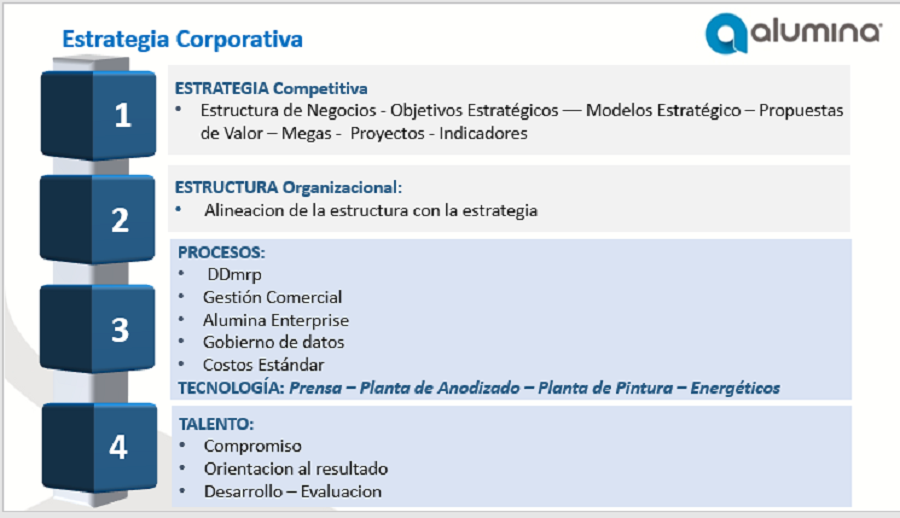 Estrategia Corporativa
alumina
1
ESTRATEGIA Competitiva
• Estructura de Negocios - Objetivos Estratégicos — Modelos Estratégico – Propuestas
de Valor – Megas - Proyectos - Indicadores
2
ESTRUCTURA Organizacional:
• Alineacion de la estructura con la estrategia
3
PROCESOS:
• DDmrp
• Gestión Comercial
• Alumina Enterprise
• Gobierno de datos
• Costos Estándar
TECNOLOGÍA: Prensa – Planta de Anodizado – Planta de Pintura – Energéticos
4
TALENTO:
• Compromiso
• Orientacion al resultado
• Desarrollo – Evaluacion